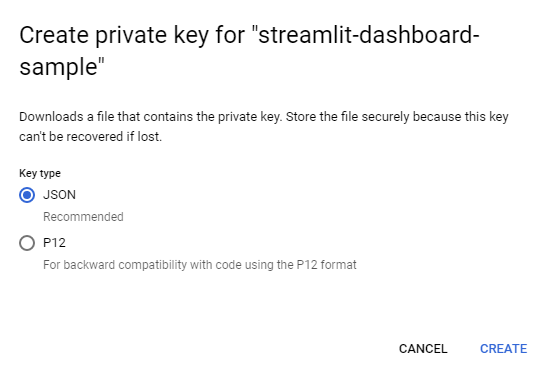 Create private key for "streamlit-dashboard-
sample"
Downloads a file that contains the private key. Store the file securely because this key
can't be recovered if lost.
Key type
JSON
Recommended
P12
For backward compatibility with code using the P12 format
CANCEL CREATE